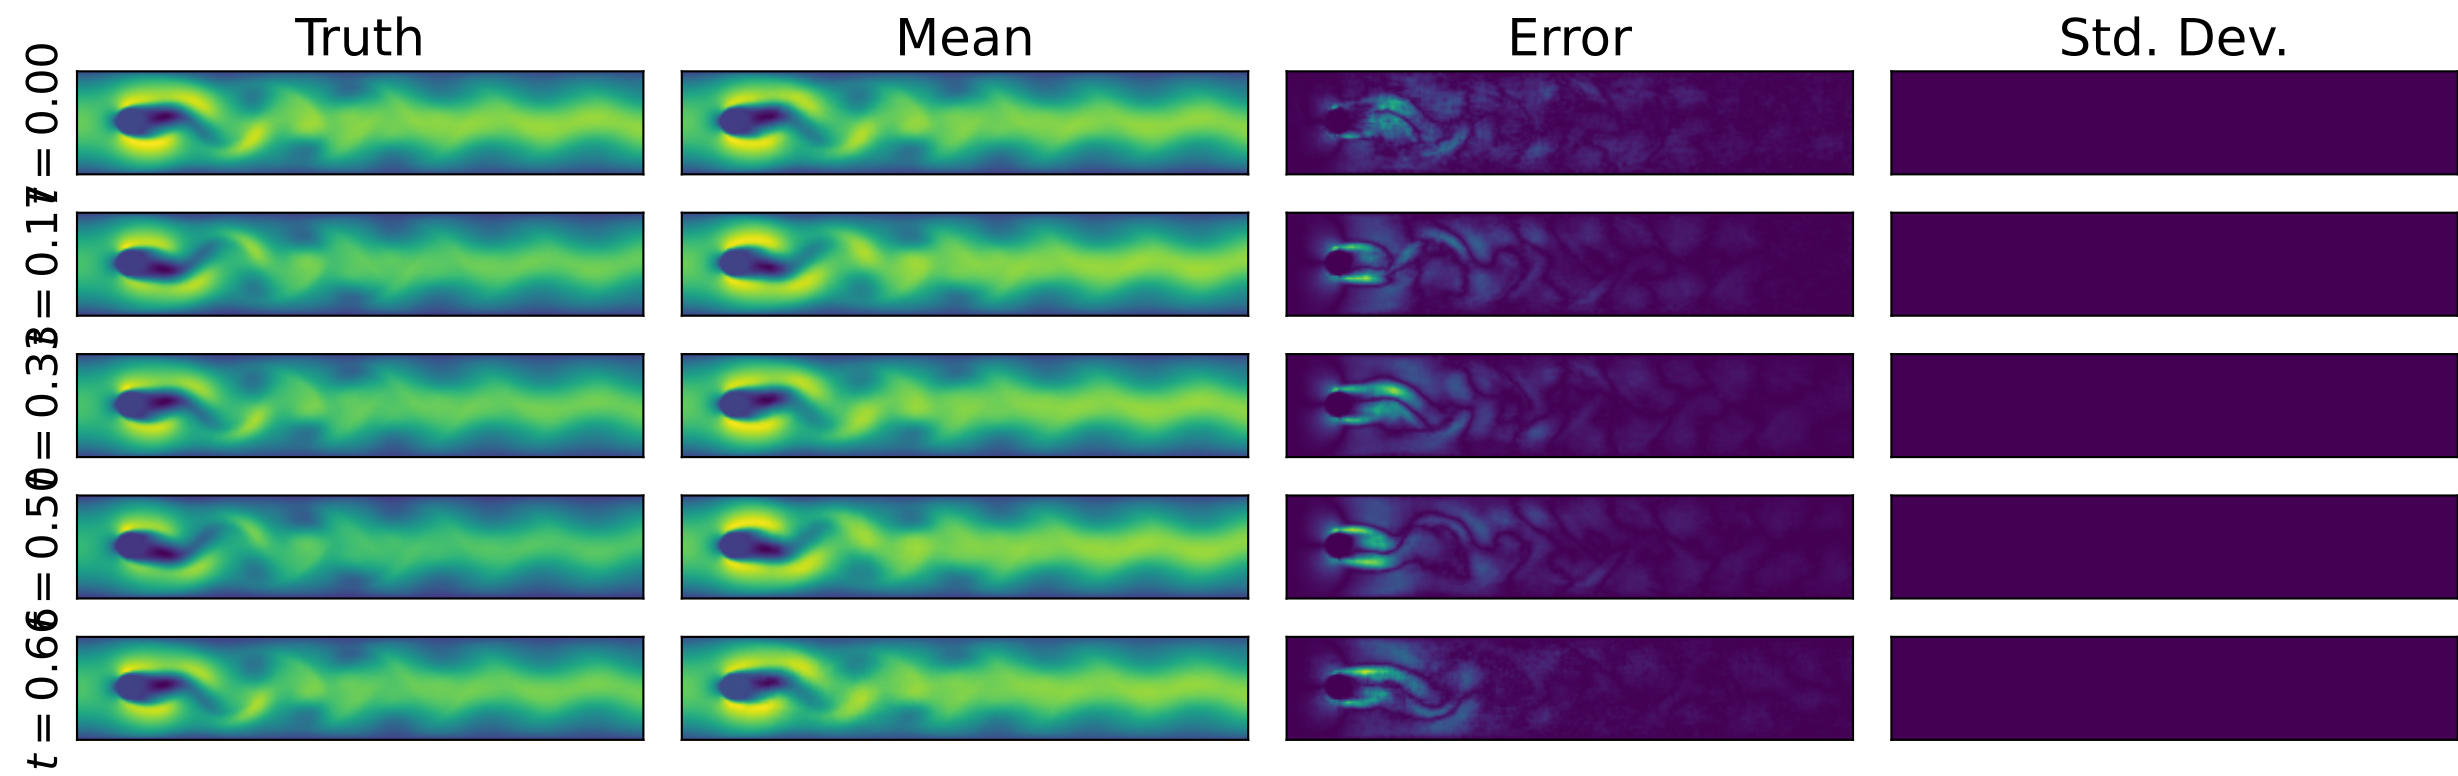 Truth Mean Error Std. Dev.
t = 0.00
t = 0.17
t = 0.33
t = 0.50
t = 0.66